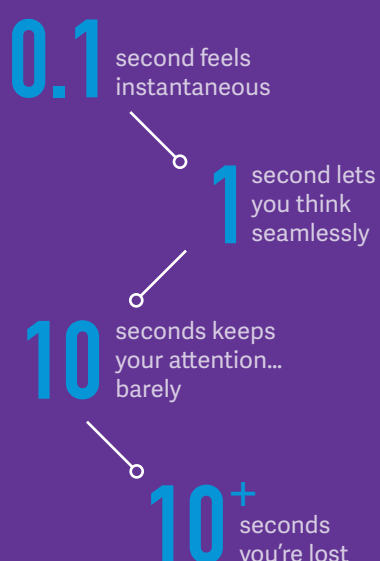 0.1 second feels
instantaneous
1 second lets
you think
seamlessly
10 seconds keeps
your attention...
barely
10+ seconds
you're lost